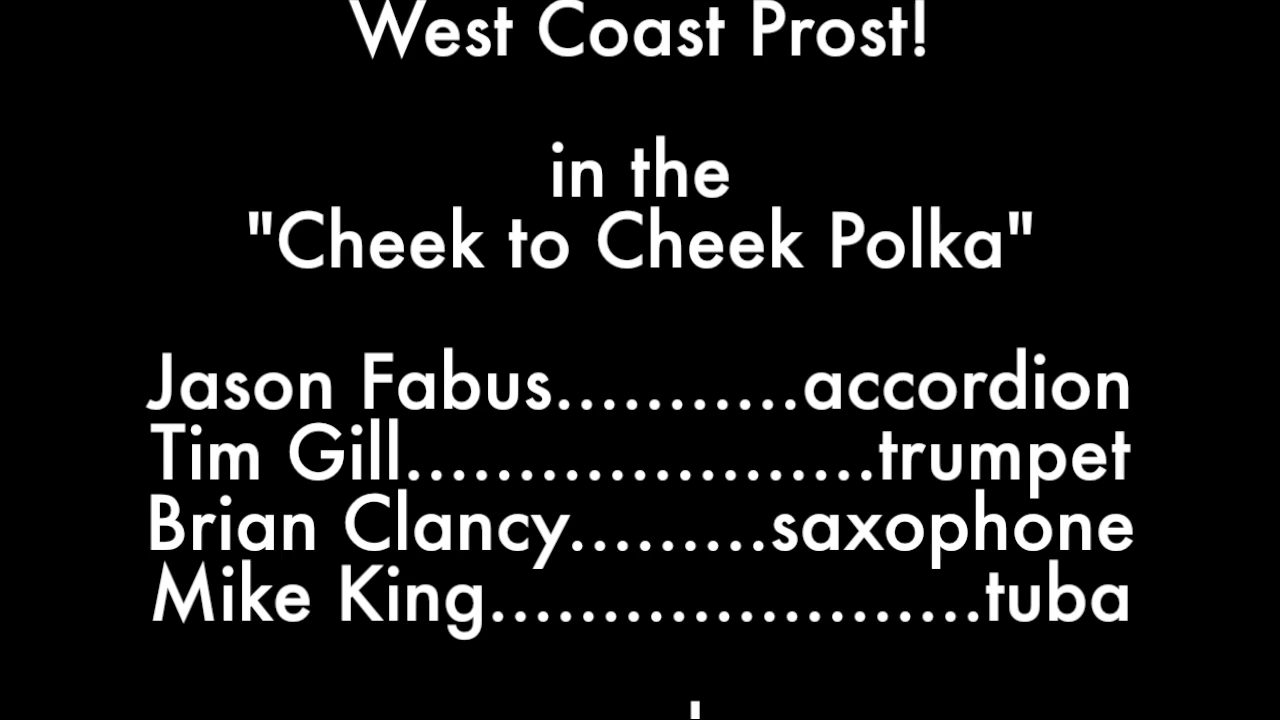 West Coast Prost!
in the
"Cheek to Cheek Polka"
Jason Fabus...........accordion
Tim Gill.....................trumpet
Brian Clancy.........saxophone
Mike King......................tuba